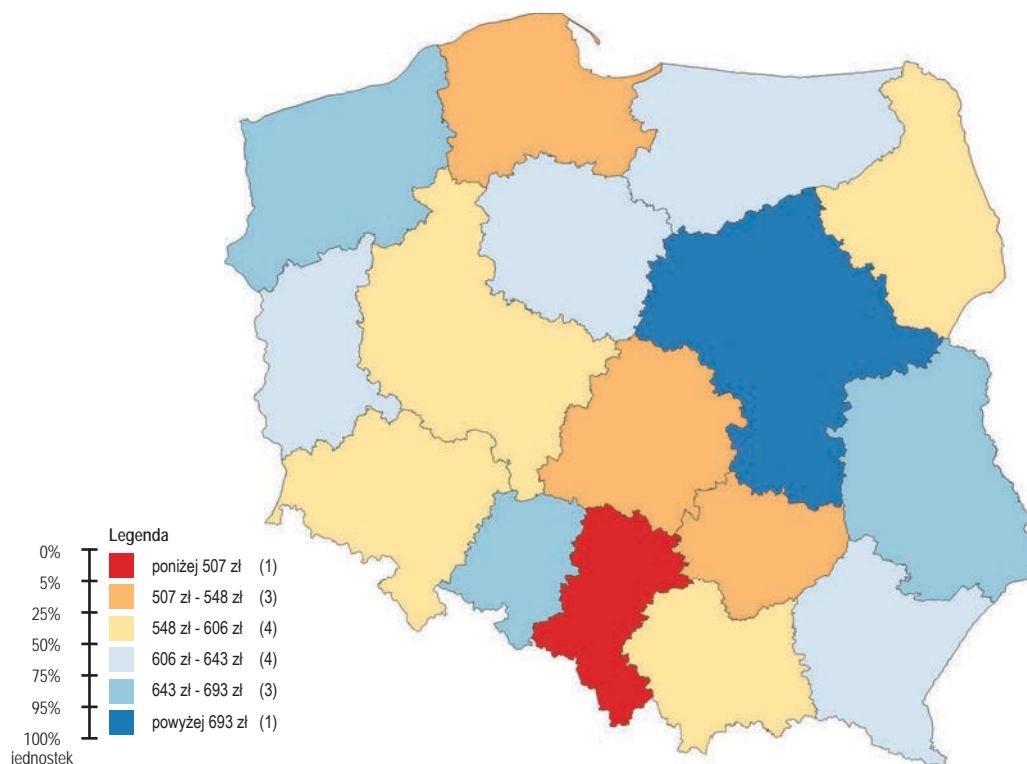 Legenda
0%
poniżej 507 zł (1)
5%
507 zł - 548 zł (3)
25%
548 zł - 606 zł (4)
50%
606 zł - 643 zł (4)
75%
643 zł - 693 zł (3)
95%
powyżej 693 zł (1)
100%
jednostek